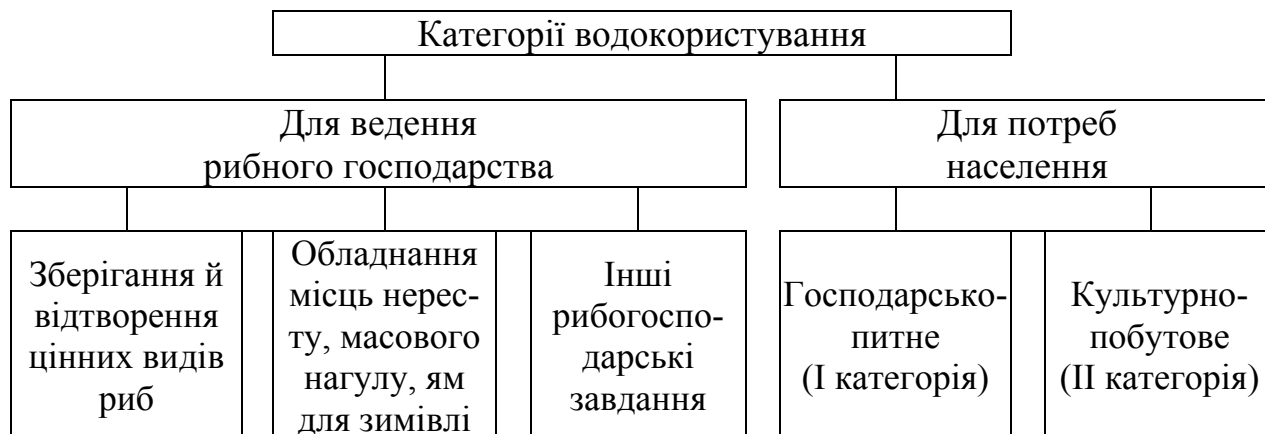 Категорії водокористування
Для ведення
рибного господарства
Для потреб
населення
Зберігання й
відтворення
цінних видів
риб
Обладнання
місць нерес-
ту, масового
нагулу, ям
для зимівлі
Інші
рибогоспо-
дарські
завдання
Господарсько-
питне
(І категорія)
Культурно-
побутове
(ІІ категорія)